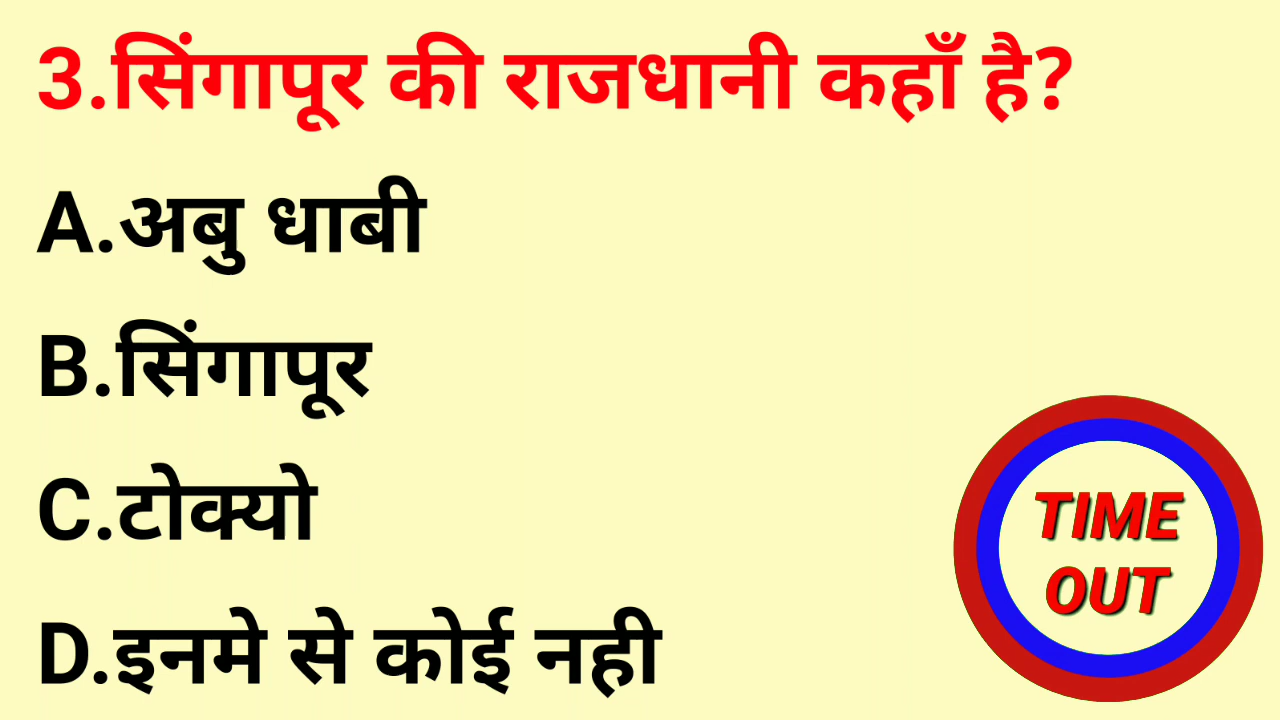 3.सिंगापूर की राजधानी कहाँ है?
A.अबु धाबी
B.सिंगापूर
C.टोक्यो
D.इनमे से कोई नही
TIME
OUT